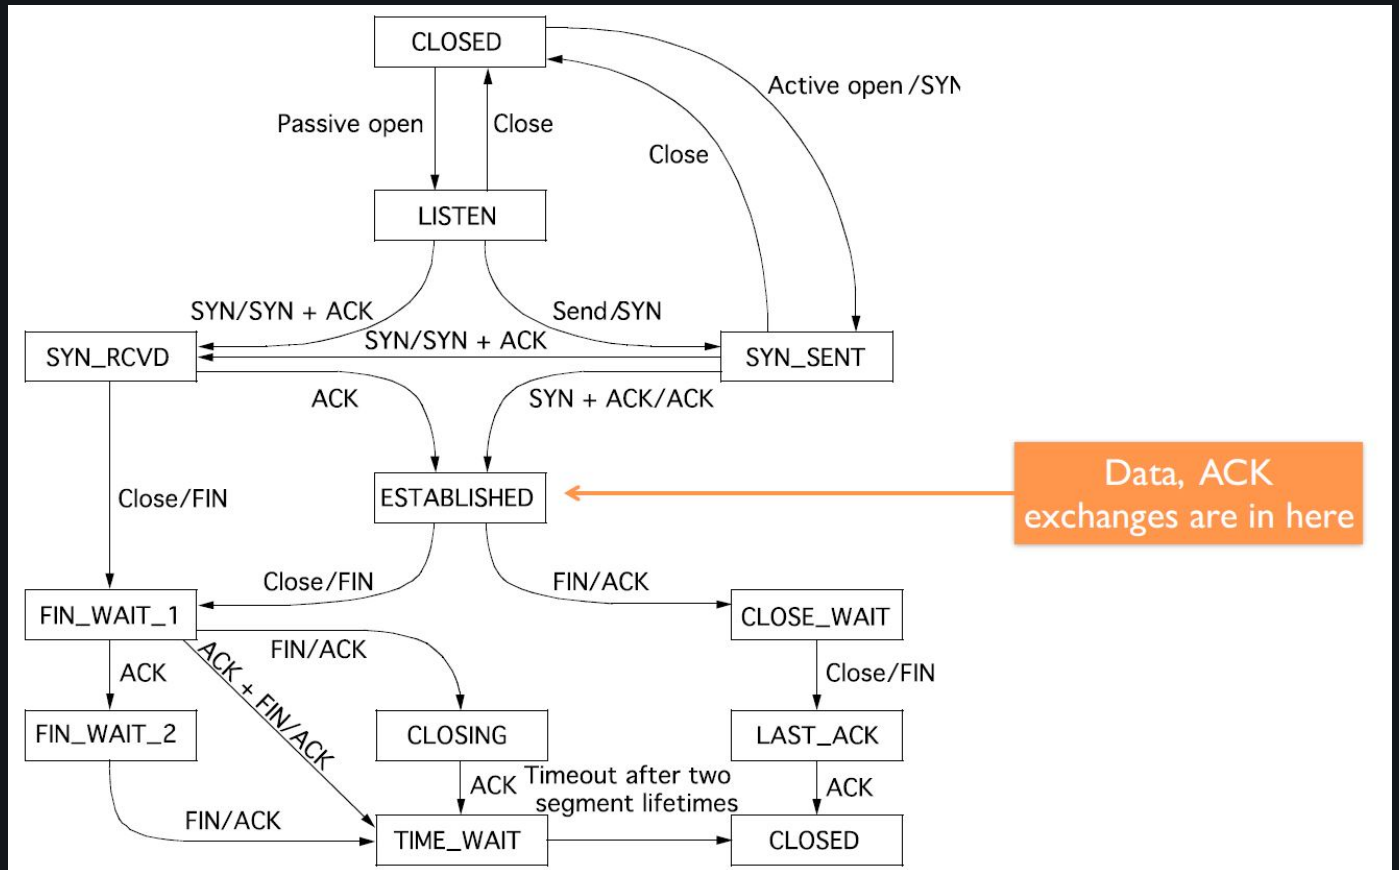 CLOSED
Active open /SYN
Passive open
Close
Close
LISTEN
SYN/SYN + ACK
Send/SYN
SYN/SYN + ACK
SYN_RCVD
SYN_SENT
ACK
SYN + ACK/ACK
Data, ACK
exchanges are in here
ESTABLISHED
Close/FIN
Close/FIN
FIN/ACK
FIN_WAIT_1
CLOSE_WAIT
FIN/ACK
ACK
ACK + FIN/ACK
Close/FIN
FIN_WAIT_2
CLOSING
LAST_ACK
ACK
Timeout after two
segment lifetimes
ACK
FIN/ACK
TIME_WAIT
CLOSED